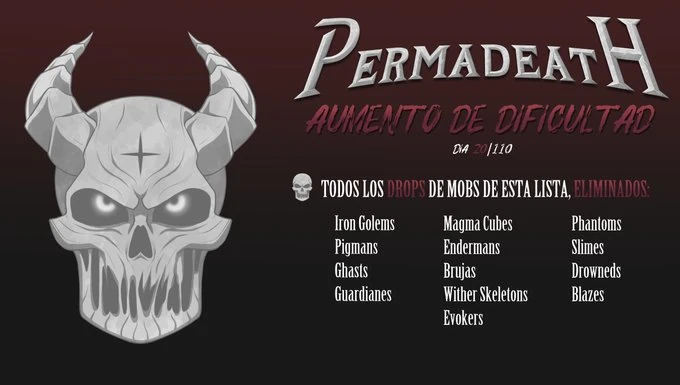 PERMADEATH
AUMENTO DE DIFICULTAD
DIA 20|110
TODOS LOS DROPS DE MOBS DE ESTA LISTA, ELIMINADOS:
Iron Golems
Pigmans
Ghasts
Guardianes
Magma Cubes
Endermans
Brujas
Wither Skeletons
Evokers
Phantoms
Slimes
Drowneds
Blazes